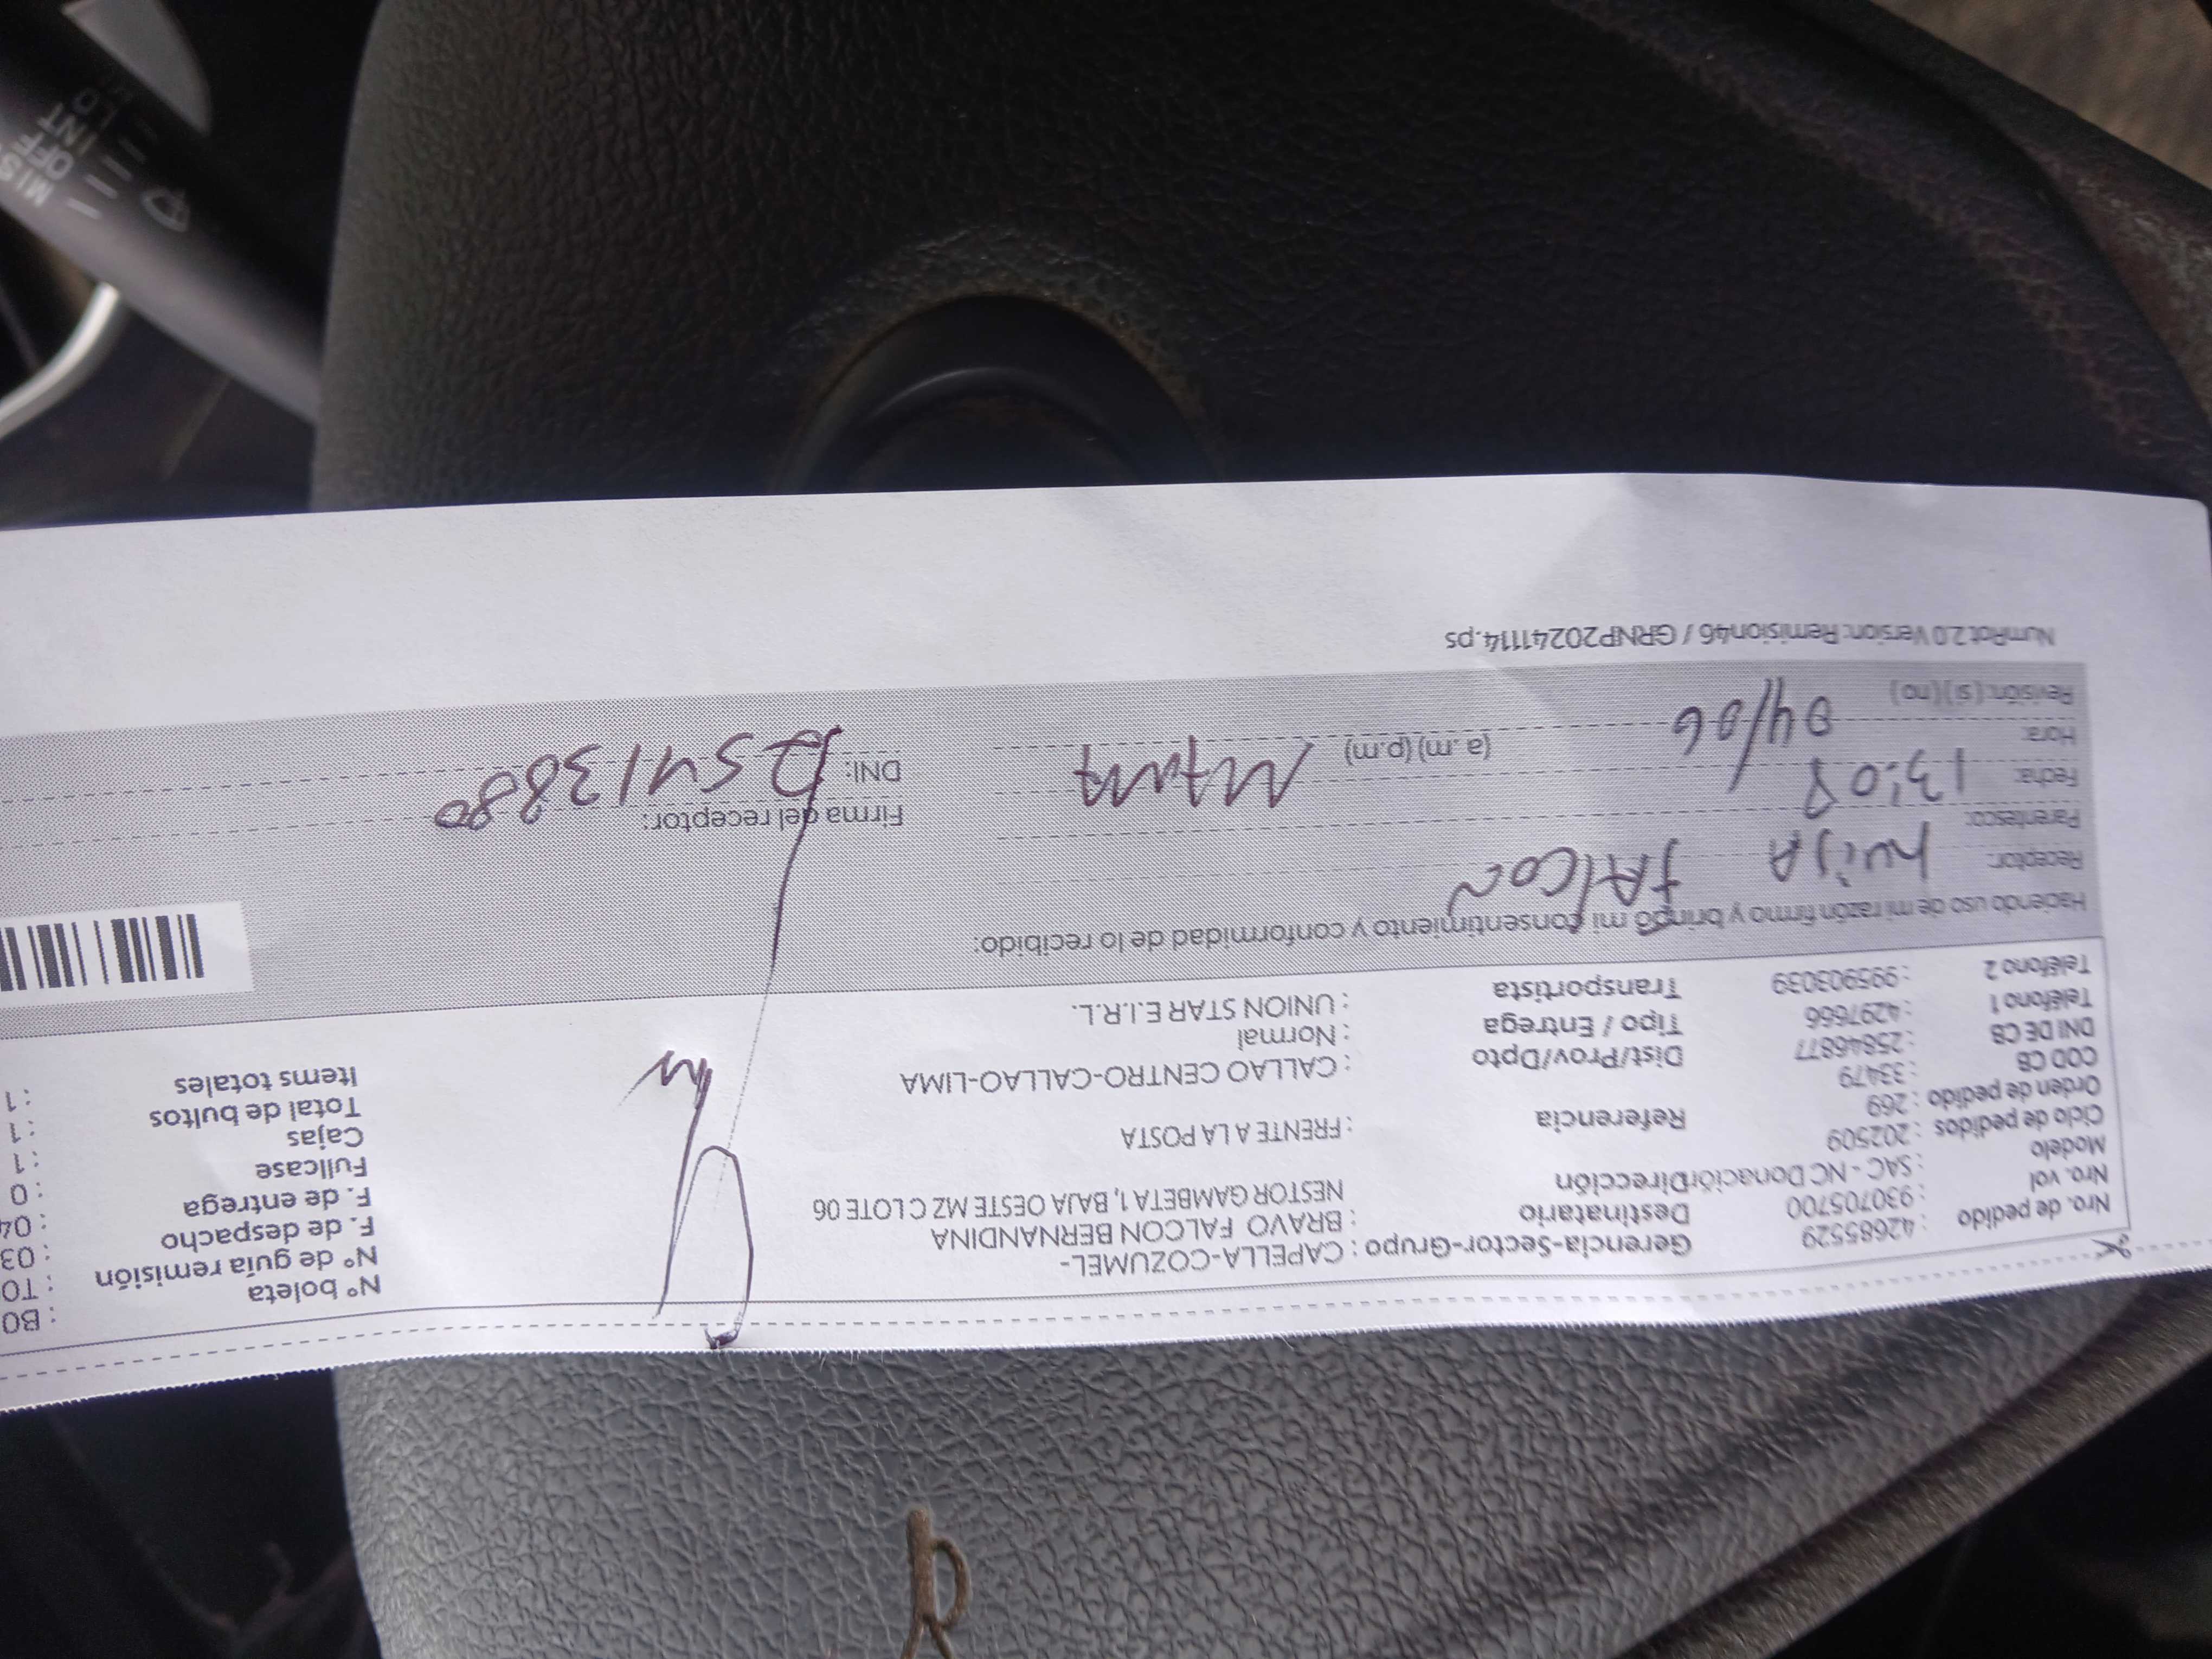 Nº boleta : B0
Nº de guía remisión : T0
F. de despacho : 03
F. de entrega : 04
Fullcase : 0
Cajas : 1
Total de bultos : 1
Items totales : 1
Nro. de pedido : 42685529
Nro. vol : 930705700
Modelo : SAC - NC Donación
Ciclo de pedidos : 202509
Orden de pedido : 269
COD CB : 33479
DNI DE CB : 25846877
Teléfono 1 : 4297666
Teléfono 2 : 995903039
Gerencia-Sector-Grupo : CAPELLA-COZUMEL-
Destinatario : BRAVO FALCON BERNANDINA
Dirección NESTOR GAMBETA 1, BAJA OESTE MZ C LOTE 06
Referencia : FRENTE A LA POSTA
Dist/Prov/Dpto : CALLAO CENTRO-CALLAO-LIMA
Tipo / Entrega : Normal
Transportista : UNION STAR E.I.R.L.
Haciendo uso de mi razón firmo y brindo mi consentimiento y conformidad de lo recibido:
Receptor: Luisa FALCON
Parentesco:
Fecha: 13:08
Hora: 04/06 (a.m) (p.m)
Revisión: (si) (no)
Firma del receptor:
DNI:
NumRot 2.0 Version: Remision46 / GRNP20241114.ps
MIS
OFF
INT